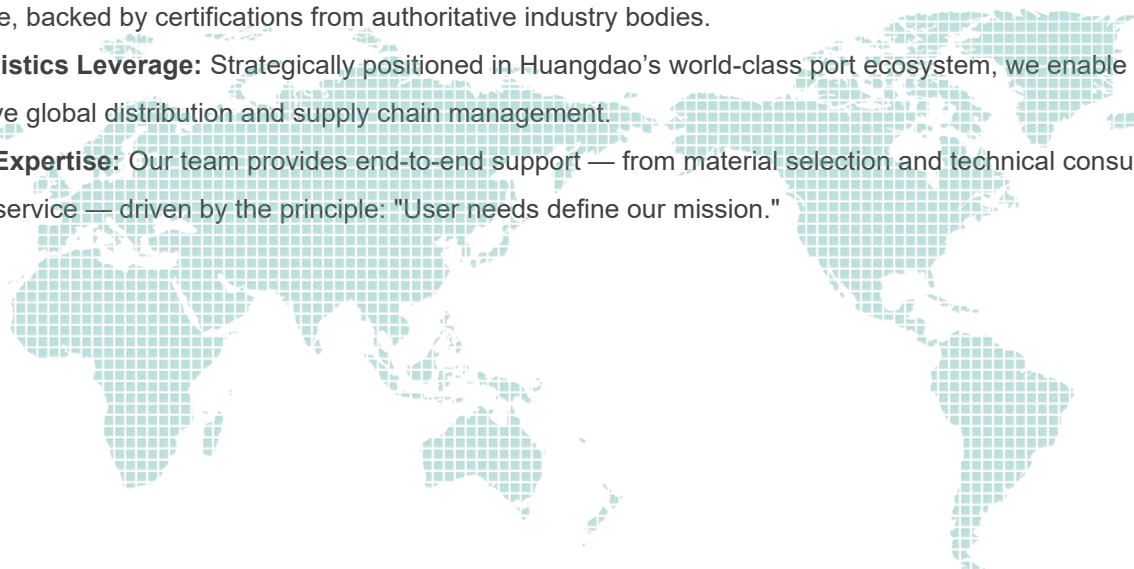 e, backed by certifications from authoritative industry bodies.
istics Leverage: Strategically positioned in Huangdao’s world-class port ecosystem, we enable
ve global distribution and supply chain management.
Expertise: Our team provides end-to-end support — from material selection and technical consu
service — driven by the principle: "User needs define our mission."